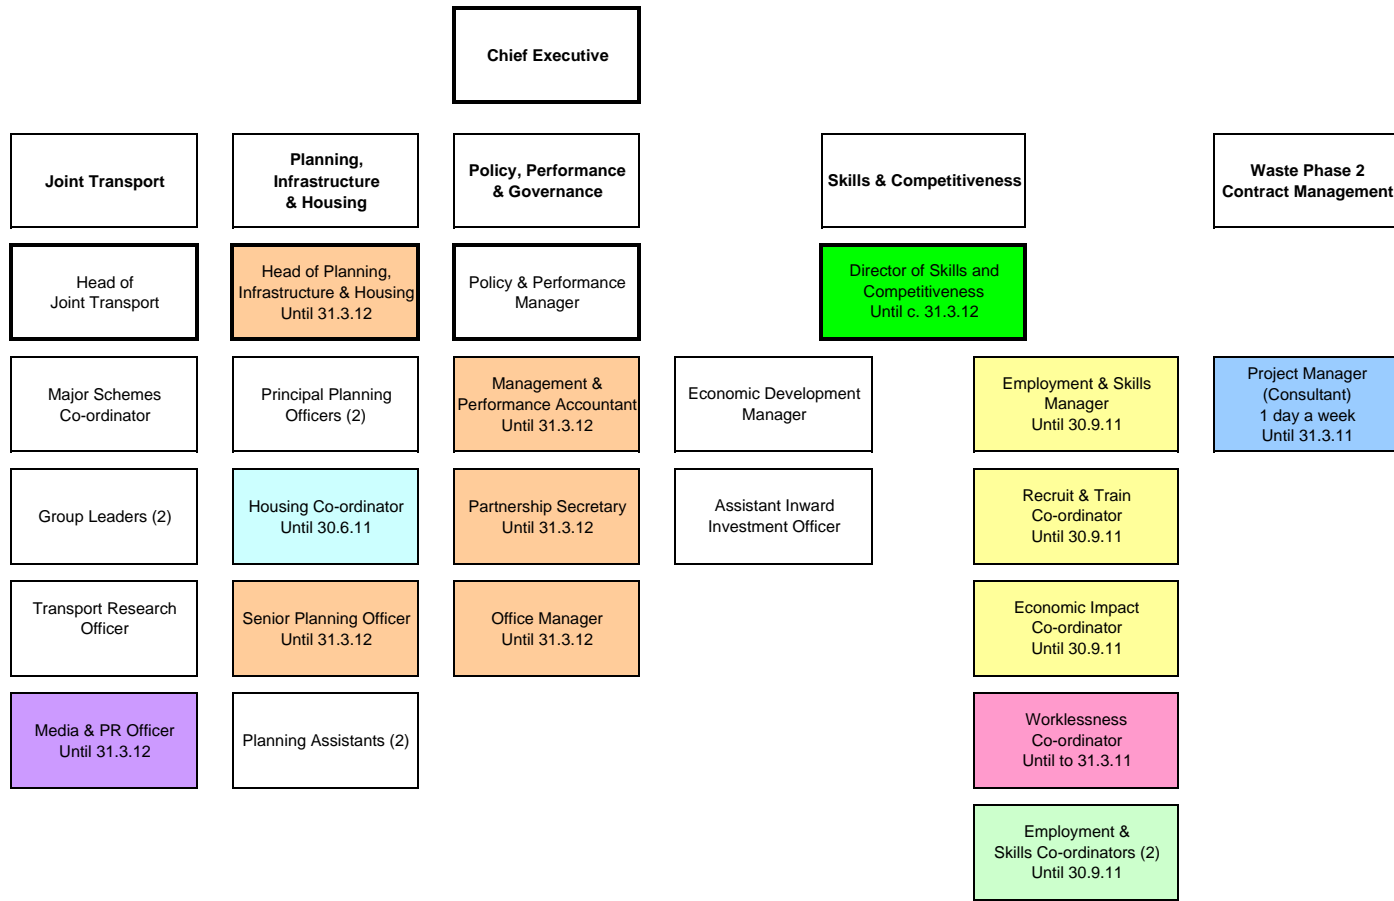 Chief Executive
Joint Transport
Planning,
Infrastructure
& Housing
Policy, Performance
& Governance
Skills & Competitiveness
Waste Phase 2
Contract Management
Head of
Joint Transport
Head of Planning,
Infrastructure & Housing
Until 31.3.12
Policy & Performance
Manager
Director of Skills and
Competitiveness
Until c. 31.3.12
Major Schemes
Co-ordinator
Principal Planning
Officers (2)
Management &
Performance Accountant
Until 31.3.12
Economic Development
Manager
Employment & Skills
Manager
Until 30.9.11
Project Manager
(Consultant)
1 day a week
Until 31.3.11
Group Leaders (2)
Housing Co-ordinator
Until 30.6.11
Partnership Secretary
Until 31.3.12
Assistant Inward
Investment Officer
Recruit & Train
Co-ordinator
Until 30.9.11
Transport Research
Officer
Senior Planning Officer
Until 31.3.12
Office Manager
Until 31.3.12
Economic Impact
Co-ordinator
Until 30.9.11
Media & PR Officer
Until 31.3.12
Planning Assistants (2)
Worklessness
Co-ordinator
Until to 31.3.11
Employment &
Skills Co-ordinators (2)
Until 30.9.11